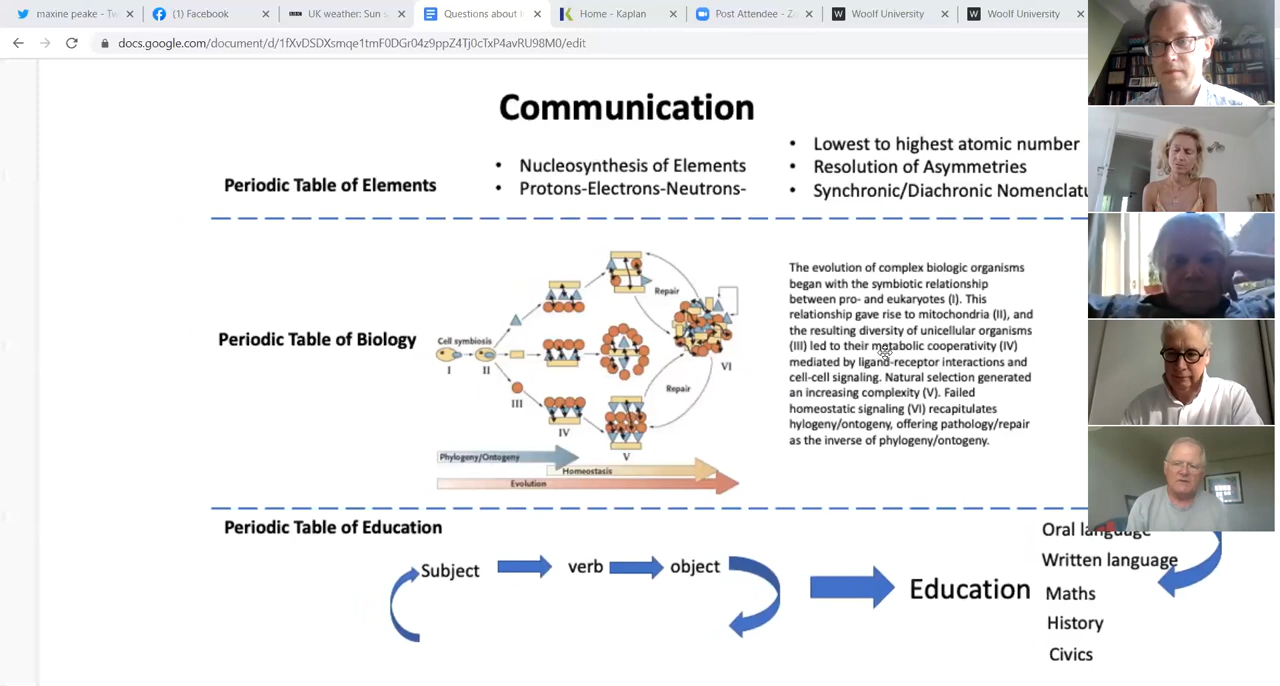 maxine peake - Tw
(1) Facebook
UK weather: Sun s
Questions about I
Home - Kaplan
Post Attendee - Z
Woolf University
Woolf University
docs.google.com/document/d/1fXvDSDXsmqe1tmF0DGr04z9ppZ4Tj0cTxP4avRU98M0/edit
Communication
Periodic Table of Elements
• Nucleosynthesis of Elements
• Protons-Electrons-Neutrons-
• Lowest to highest atomic number
• Resolution of Asymmetries
• Synchronic/Diachronic Nomenclatu
Periodic Table of Biology
Cell symbiosis
I
II
III
IV
V
VI
Repair
Repair
Phylogeny/Ontogeny
Homeostasis
Evolution
The evolution of complex biologic organisms
began with the symbiotic relationship
between pro- and eukaryotes (I). This
relationship gave rise to mitochondria (II), and
the resulting diversity of unicellular organisms
(III) led to their metabolic cooperativity (IV)
mediated by ligand-receptor interactions and
cell-cell signaling. Natural selection generated
an increasing complexity (V). Failed
homeostatic signaling (VI) recapitulates
hylogeny/ontogeny, offering pathology/repair
as the inverse of phylogeny/ontogeny.
Periodic Table of Education
Subject
verb
object
Education
Oral language
Written language
Maths
History
Civics